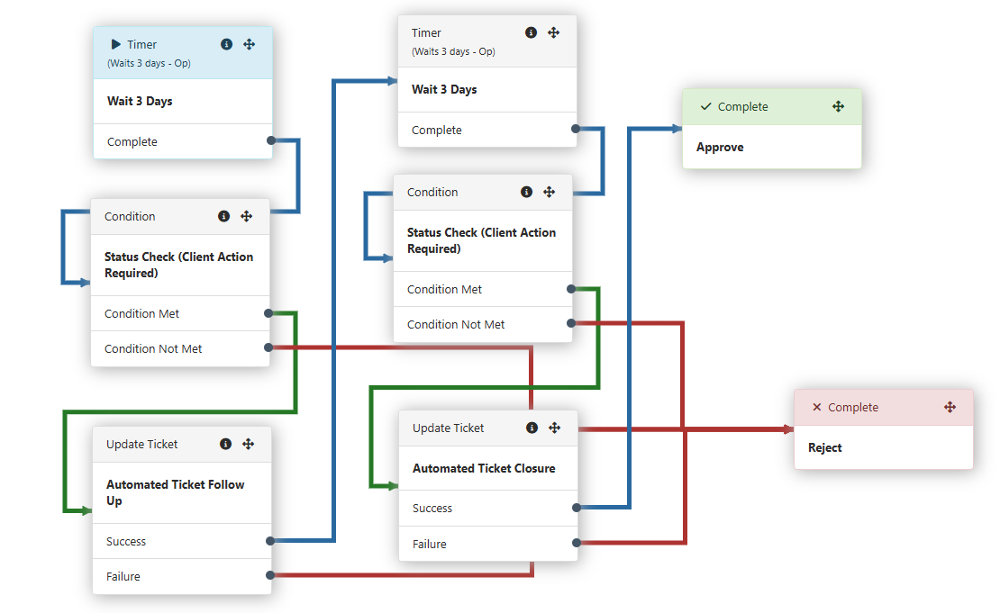 Timer
(Waits 3 days - Op)
Wait 3 Days
Complete
Condition
Status Check (Client Action
Required)
Condition Met
Condition Not Met
Update Ticket
Automated Ticket Follow
Up
Success
Failure
Timer
(Waits 3 days - Op)
Wait 3 Days
Complete
Condition
Status Check (Client Action
Required)
Condition Met
Condition Not Met
Update Ticket
Automated Ticket Closure
Success
Failure
Complete
Approve
Complete
Reject